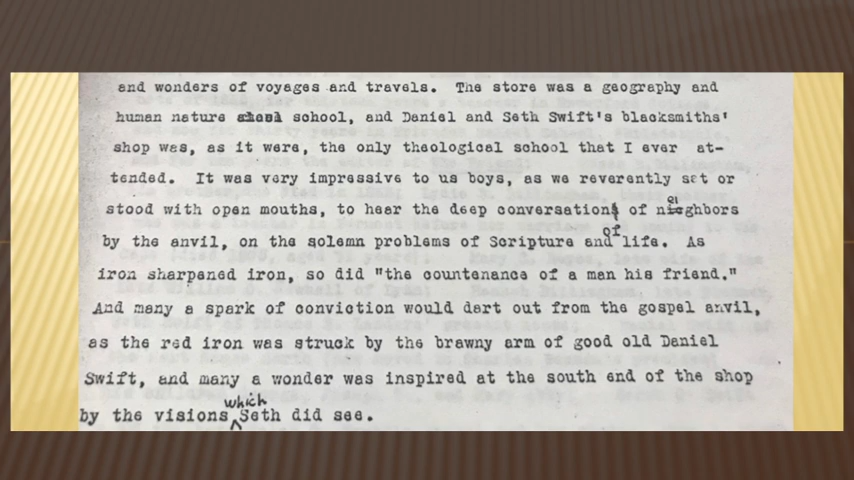 and wonders of voyages and travels. The store was a geography and
human nature school, and Daniel and Seth Swift's blacksmiths'
shop was, as it were, the only theological school that I ever at-
tended. It was very impressive to us boys, as we reverently sat or
stood with open mouths, to hear the deep conversation of neighbors
by the anvil, on the solemn problems of Scripture and of life. As
iron sharpened iron, so did "the countenance of a man his friend."
And many a spark of conviction would dart out from the gospel anvil,
as the red iron was struck by the brawny arm of good old Daniel
Swift, and many a wonder was inspired at the south end of the shop
by the visions which Seth did see.